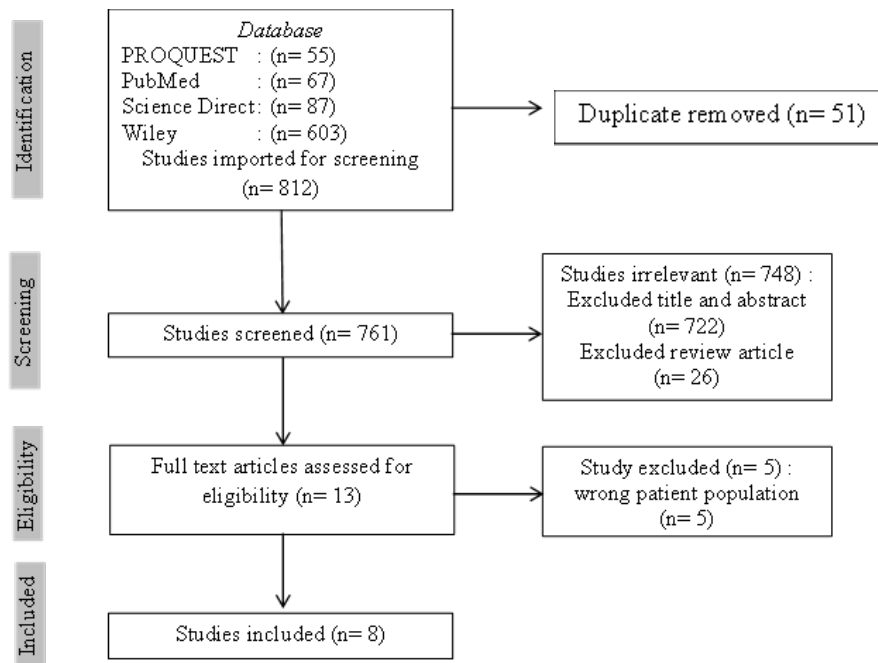 Identification
Database
PROQUEST : (n= 55)
PubMed : (n= 67)
Science Direct: (n= 87)
Wiley : (n= 603)
Studies imported for screening
(n= 812)
Duplicate removed (n= 51)
Screening
Studies screened (n= 761)
Studies irrelevant (n= 748) :
Excluded title and abstract
(n= 722)
Excluded review article
(n= 26)
Eligibility
Full text articles assessed for
eligibility (n= 13)
Study excluded (n= 5) :
wrong patient population
(n= 5)
Included
Studies included (n= 8)